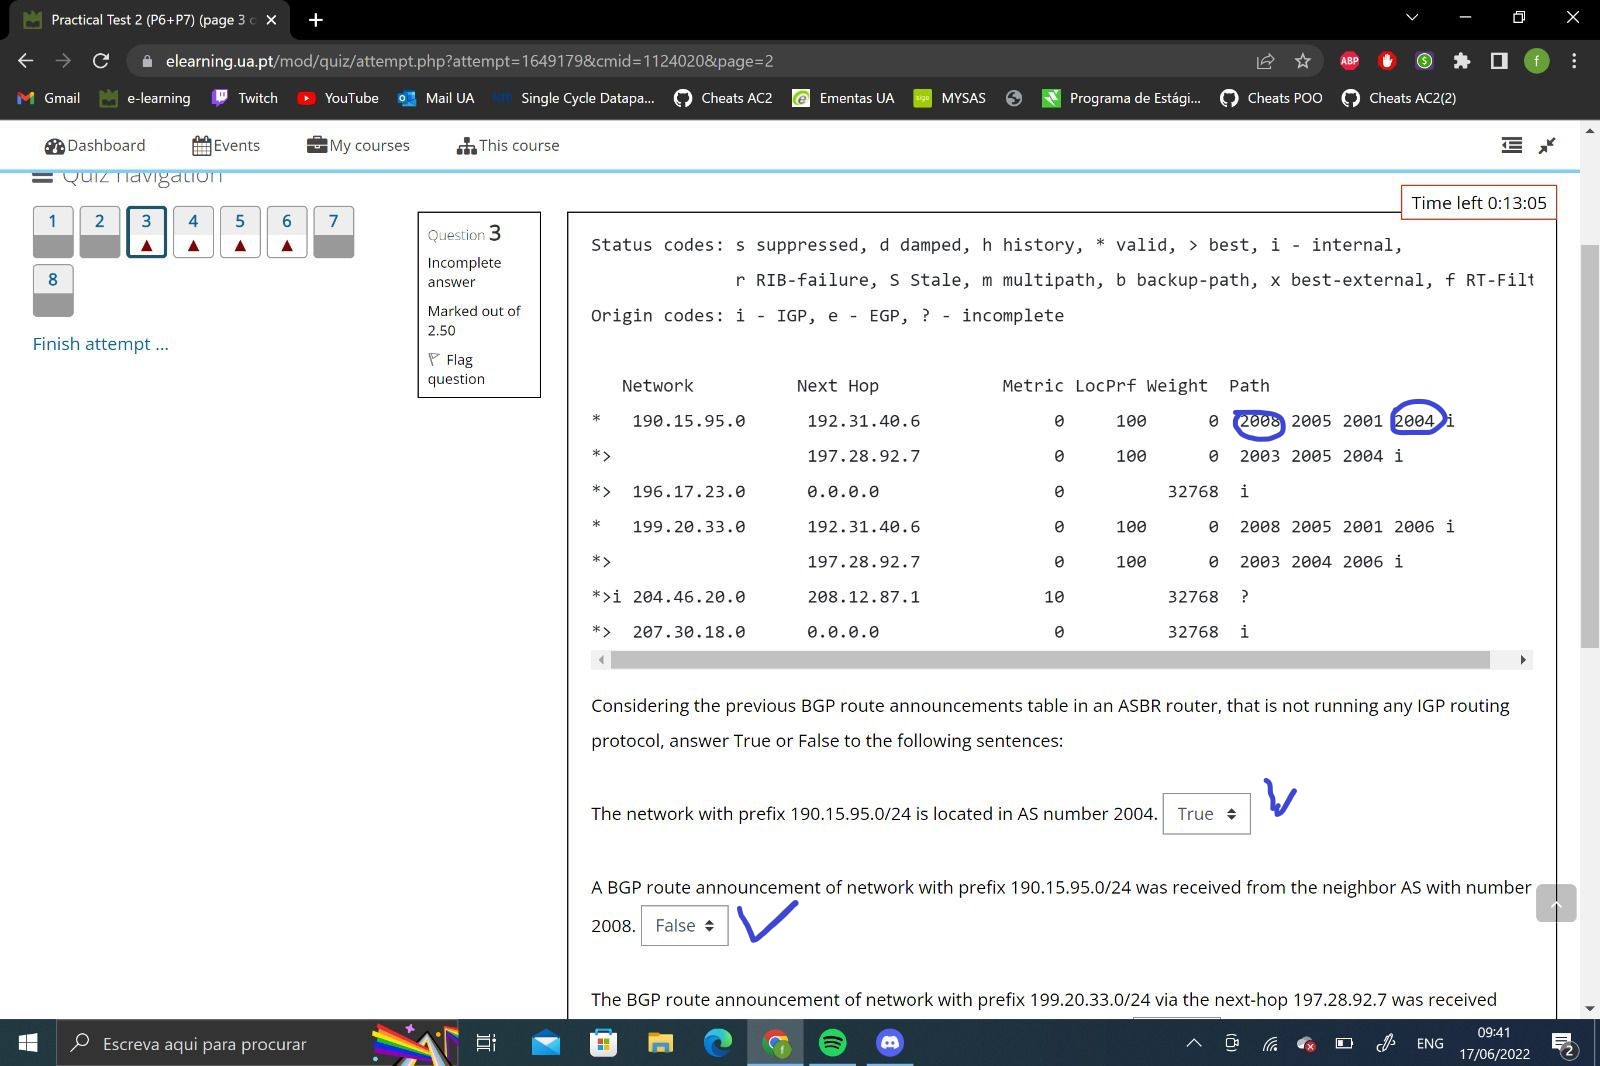 Practical Test 2 (P6+P7) (page 3
elearning.ua.pt/mod/quiz/attempt.php?attempt=1649179&cmid=1124020&page=2
ABP
f
Gmail e-learning Twitch YouTube Mail UA Single Cycle Datapa... Cheats AC2 Ementas UA MYSAS Programa de Estági... Cheats POO Cheats AC2(2)
Dashboard Events My courses This course
Quiz navigation
Time left 0:13:05
1 2 3 4 5 6 7
8
Finish attempt ...
Question 3
Incomplete
answer
Marked out of
2.50
Flag
question
Status codes: s suppressed, d damped, h history, * valid, > best, i - internal,
r RIB-failure, S Stale, m multipath, b backup-path, x best-external, f RT-Filt
Origin codes: i - IGP, e - EGP, ? - incomplete
Network Next Hop Metric LocPrf Weight Path
* 190.15.95.0 192.31.40.6 0 100 0 2008 2005 2001 2004 i
*> 197.28.92.7 0 100 0 2003 2005 2004 i
*> 196.17.23.0 0.0.0.0 0 32768 i
* 199.20.33.0 192.31.40.6 0 100 0 2008 2005 2001 2006 i
*> 197.28.92.7 0 100 0 2003 2004 2006 i
*>i 204.46.20.0 208.12.87.1 10 32768 ?
*> 207.30.18.0 0.0.0.0 0 32768 i
Considering the previous BGP route announcements table in an ASBR router, that is not running any IGP routing
protocol, answer True or False to the following sentences:
The network with prefix 190.15.95.0/24 is located in AS number 2004. True
A BGP route announcement of network with prefix 190.15.95.0/24 was received from the neighbor AS with number
2008. False
The BGP route announcement of network with prefix 199.20.33.0/24 via the next-hop 197.28.92.7 was received
Escreva aqui para procurar
ENG
09:41
17/06/2022
2